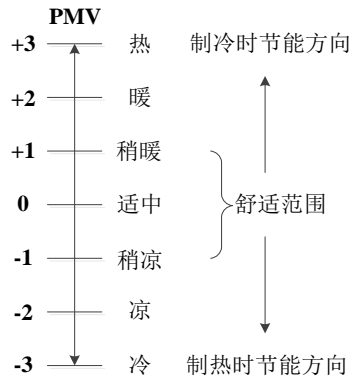 PMV
+3 热 制冷时节能方向
+2 暖
+1 稍暖
0 适中 舒适范围
-1 稍凉
-2 凉
-3 冷 制热时节能方向